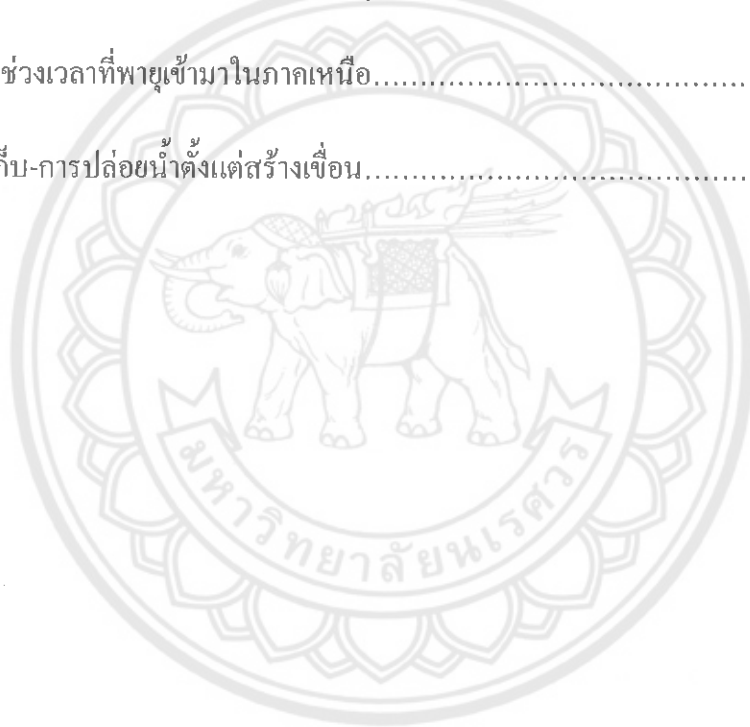 ช่วงเวลาที่พายุเข้ามาในภาคเหนือ........................................
ก็บ-การปล่อยน้ำตั้งแต่สร้างเขื่อน........................................
มหาวิทยาลัยนเรศวร